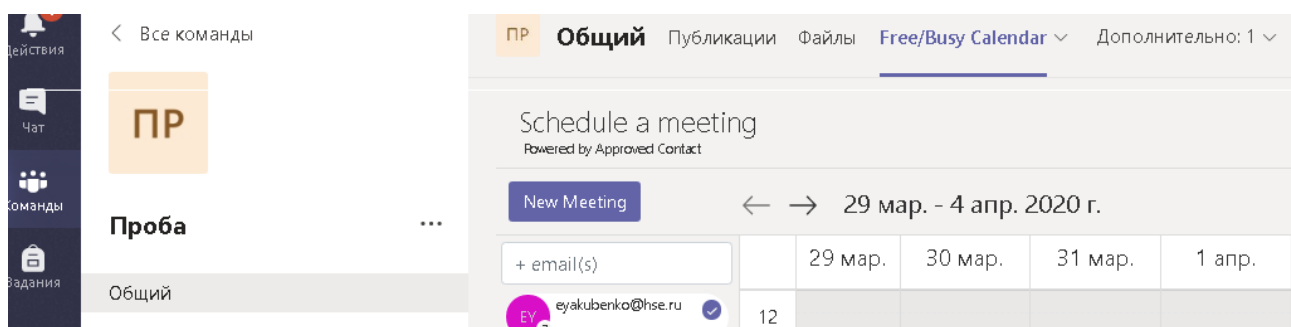 Действия
Чат
Команды
Задания
Все команды
ПР
Проба
...
Общий
ПР Общий Публикации Файлы Free/Busy Calendar Дополнительно: 1
Schedule a meeting
Powered by Approved Contact
New Meeting
29 мар. - 4 апр. 2020 г.
+ email(s)
29 мар. 30 мар. 31 мар. 1 апр.
EY eyakubenko@hse.ru
12